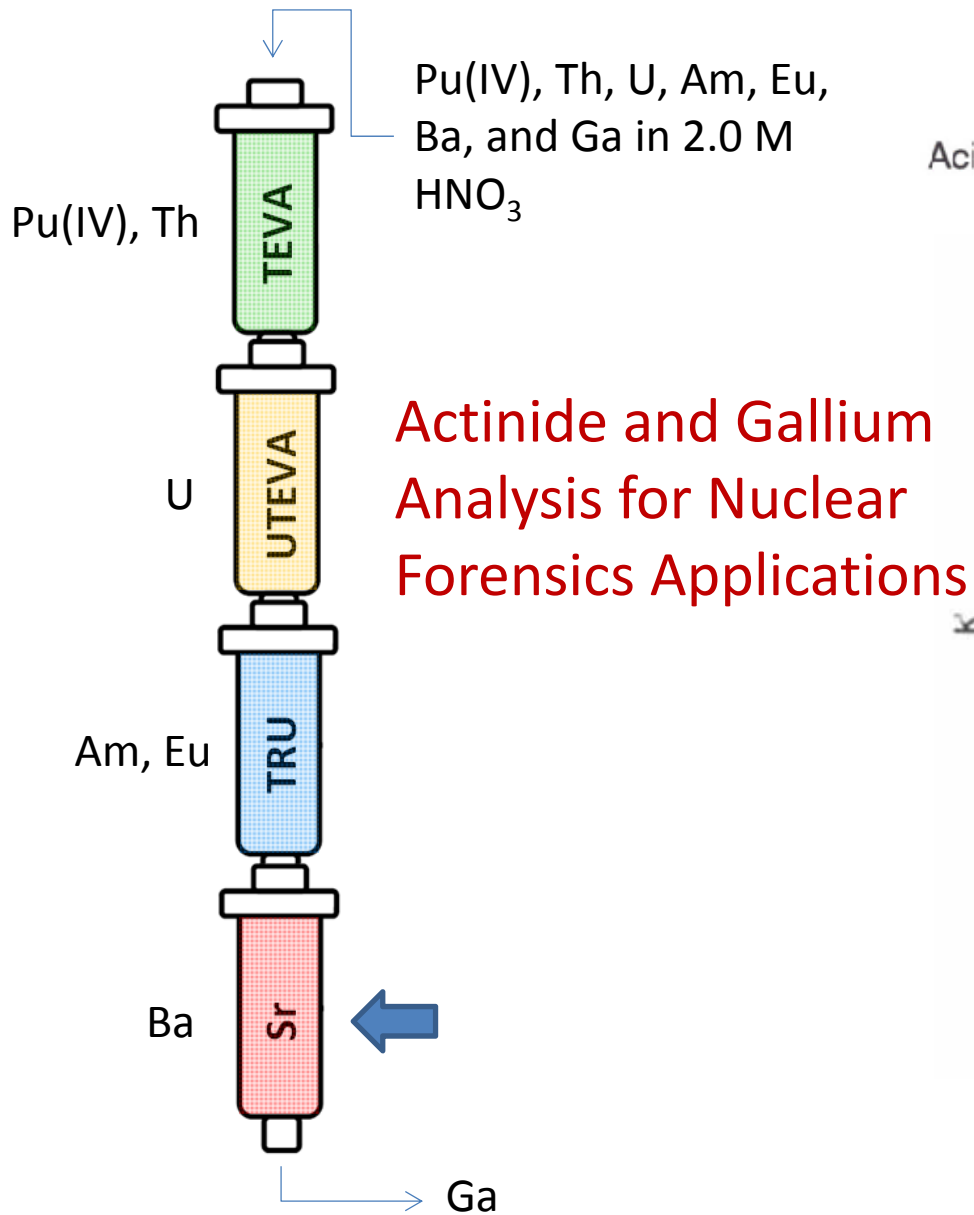 Pu(IV), Th, U, Am, Eu,
Ba, and Ga in 2.0 M
HNO₃
Aci
Pu(IV), Th
TEVA
Actinide and Gallium
Analysis for Nuclear
Forensics Applications
U
UTEVA
k
Am, Eu
TRU
Ba
Sr
Ga